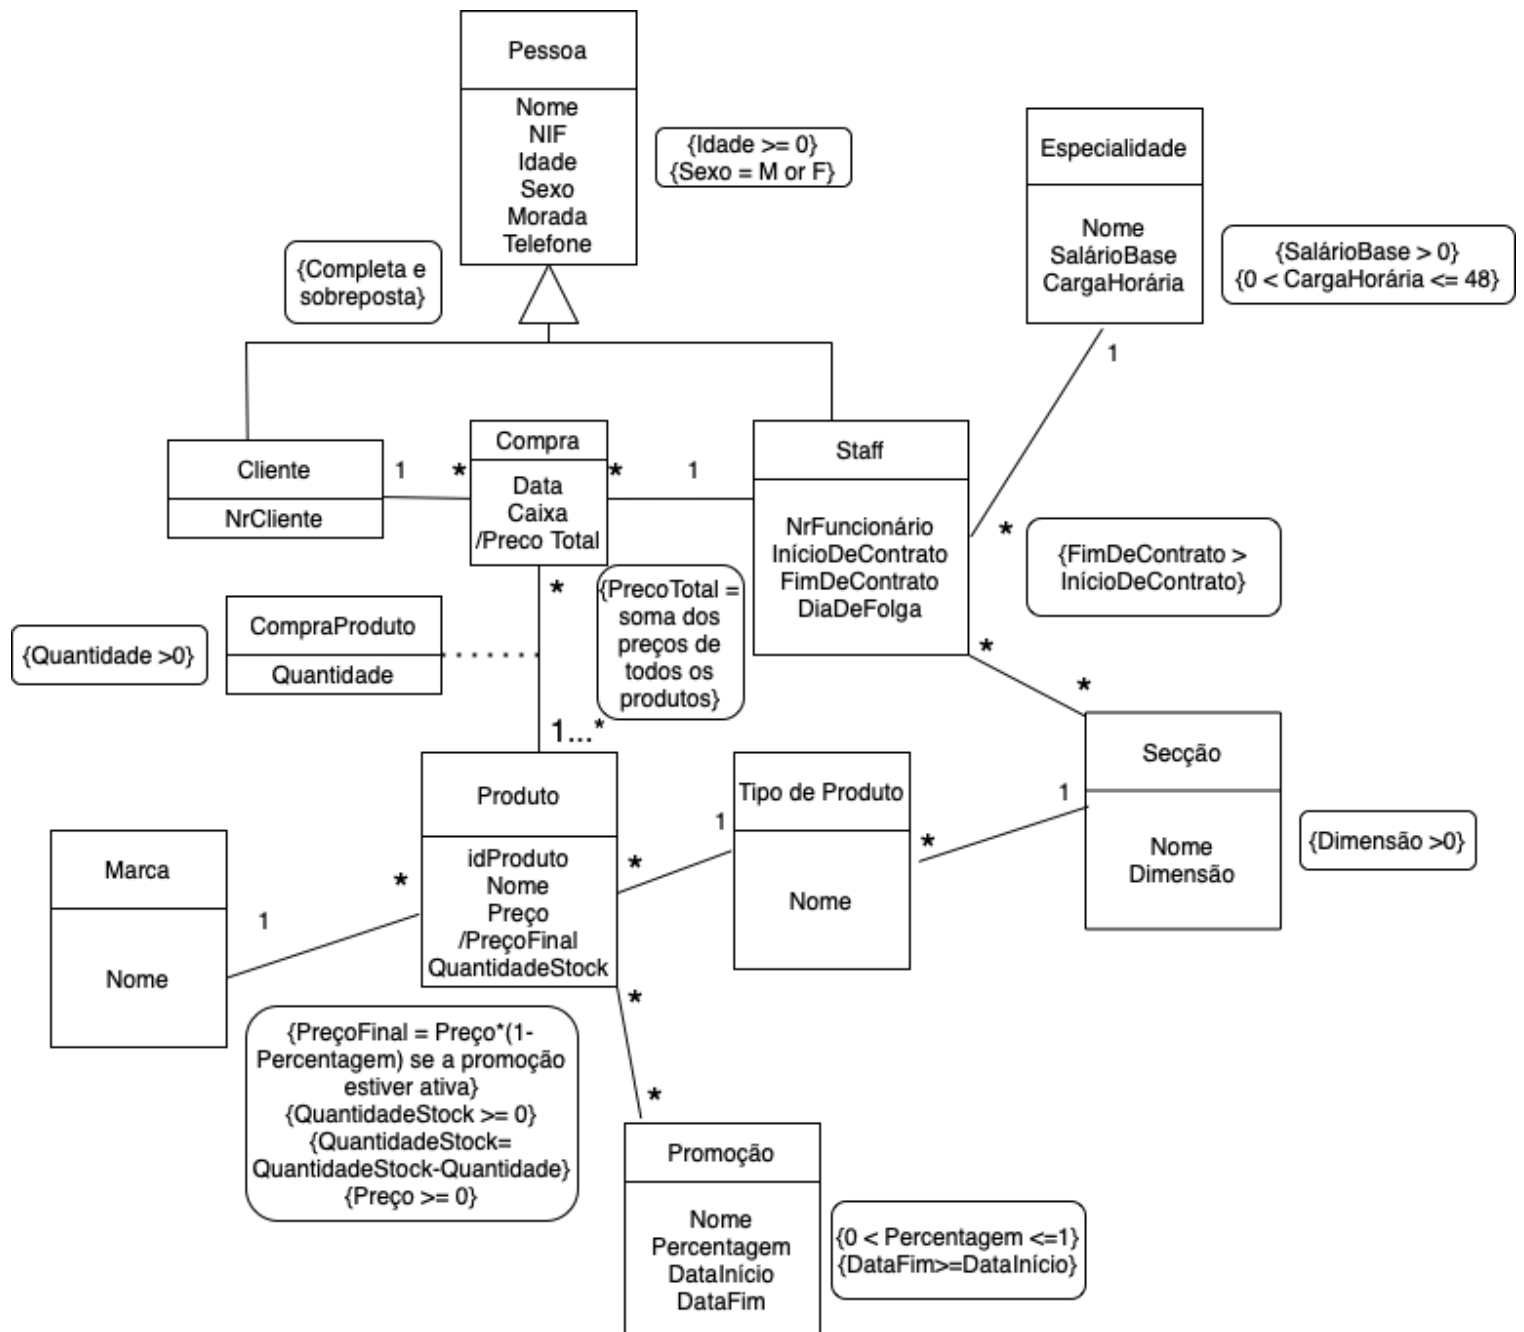 Pessoa
Nome
NIF
Idade
Sexo
Morada
Telefone
{Idade >= 0}
{Sexo = M or F}
Especialidade
Nome
SalárioBase
CargaHorária
{SalárioBase > 0}
{0 < CargaHorária <= 48}
{Completa e
sobreposta}
1
Cliente
NrCliente
1
*
Compra
Data
Caixa
/Preco Total
*
1
Staff
NrFuncionário
InícioDeContrato
FimDeContrato
DiaDeFolga
*
{FimDeContrato >
InícioDeContrato}
*
{PrecoTotal =
soma dos
preços de
todos os
produtos}
CompraProduto
Quantidade
{Quantidade >0}
*
*
1...*
Secção
Nome
Dimensão
{Dimensão >0}
Produto
idProduto
Nome
Preço
/PreçoFinal
QuantidadeStock
Tipo de Produto
Nome
1
*
1
*
Marca
Nome
1
*
{PreçoFinal = Preço*(1-
Percentagem) se a promoção
estiver ativa}
{QuantidadeStock >= 0}
{QuantidadeStock=
QuantidadeStock-Quantidade}
{Preço >= 0}
*
*
Promoção
Nome
Percentagem
DataInício
DataFim
{0 < Percentagem <=1}
{DataFim>=DataInício}